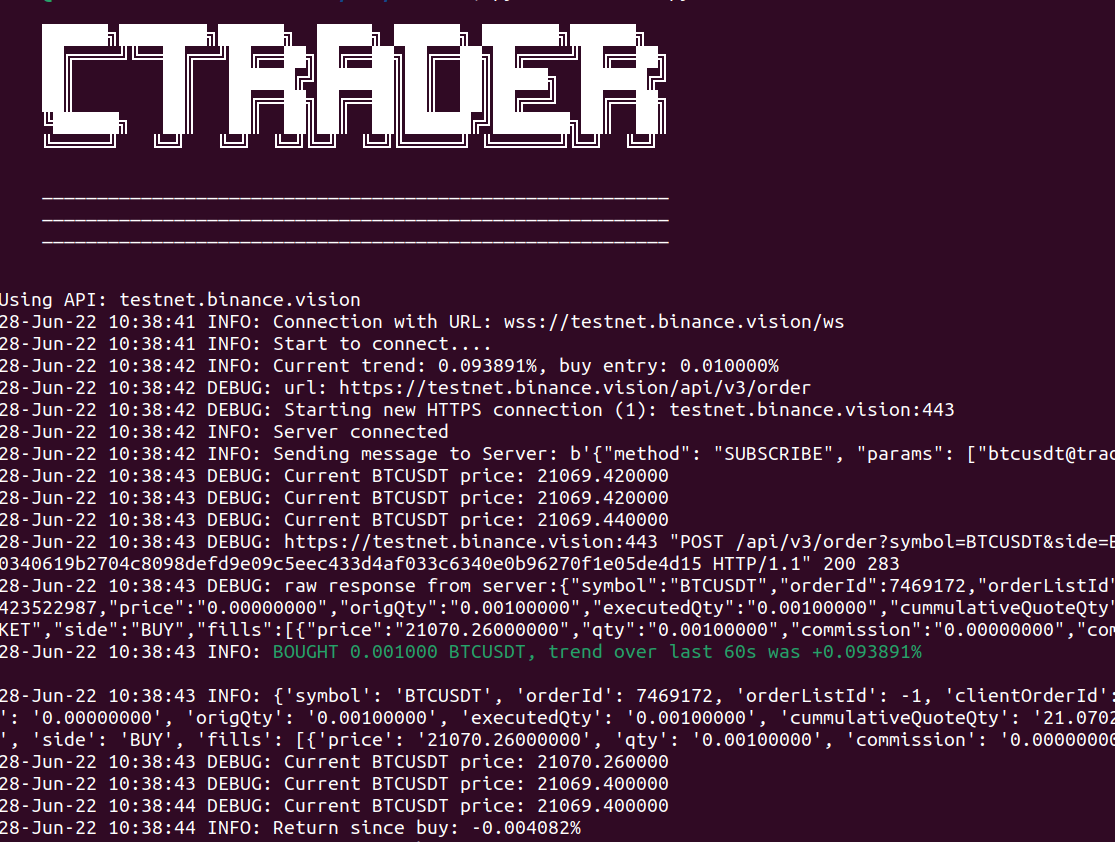 CTRADER
Using API: testnet.binance.vision
28-Jun-22 10:38:41 INFO: Connection with URL: wss://testnet.binance.vision/ws
28-Jun-22 10:38:41 INFO: Start to connect....
28-Jun-22 10:38:42 INFO: Current trend: 0.093891%, buy entry: 0.010000%
28-Jun-22 10:38:42 DEBUG: url: https://testnet.binance.vision/api/v3/order
28-Jun-22 10:38:42 DEBUG: Starting new HTTPS connection (1): testnet.binance.vision:443
28-Jun-22 10:38:42 INFO: Server connected
28-Jun-22 10:38:42 INFO: Sending message to Server: b'{"method": "SUBSCRIBE", "params": ["btcusdt@trad
28-Jun-22 10:38:43 DEBUG: Current BTCUSDT price: 21069.420000
28-Jun-22 10:38:43 DEBUG: Current BTCUSDT price: 21069.420000
28-Jun-22 10:38:43 DEBUG: Current BTCUSDT price: 21069.440000
28-Jun-22 10:38:43 DEBUG: https://testnet.binance.vision:443 "POST /api/v3/order?symbol=BTCUSDT&side=B
0340619b2704c8098defd9e09c5eec433d4af033c6340e0b96270f1e05de4d15 HTTP/1.1" 200 283
28-Jun-22 10:38:43 DEBUG: raw response from server:{"symbol":"BTCUSDT","orderId":7469172,"orderListId"
423522987,"price":"0.00000000","origQty":"0.00100000","executedQty":"0.00100000","cummulativeQuoteQty"
KET","side":"BUY","fills":[{"price":"21070.26000000","qty":"0.00100000","commission":"0.00000000","com
28-Jun-22 10:38:43 INFO: BOUGHT 0.001000 BTCUSDT, trend over last 60s was +0.093891%
28-Jun-22 10:38:43 INFO: {'symbol': 'BTCUSDT', 'orderId': 7469172, 'orderListId': -1, 'clientOrderId':
': '0.00000000', 'origQty': '0.00100000', 'executedQty': '0.00100000', 'cummulativeQuoteQty': '21.0702
', 'side': 'BUY', 'fills': [{'price': '21070.26000000', 'qty': '0.00100000', 'commission': '0.00000000
28-Jun-22 10:38:43 DEBUG: Current BTCUSDT price: 21070.260000
28-Jun-22 10:38:43 DEBUG: Current BTCUSDT price: 21069.400000
28-Jun-22 10:38:44 DEBUG: Current BTCUSDT price: 21069.400000
28-Jun-22 10:38:44 INFO: Return since buy: -0.004082%